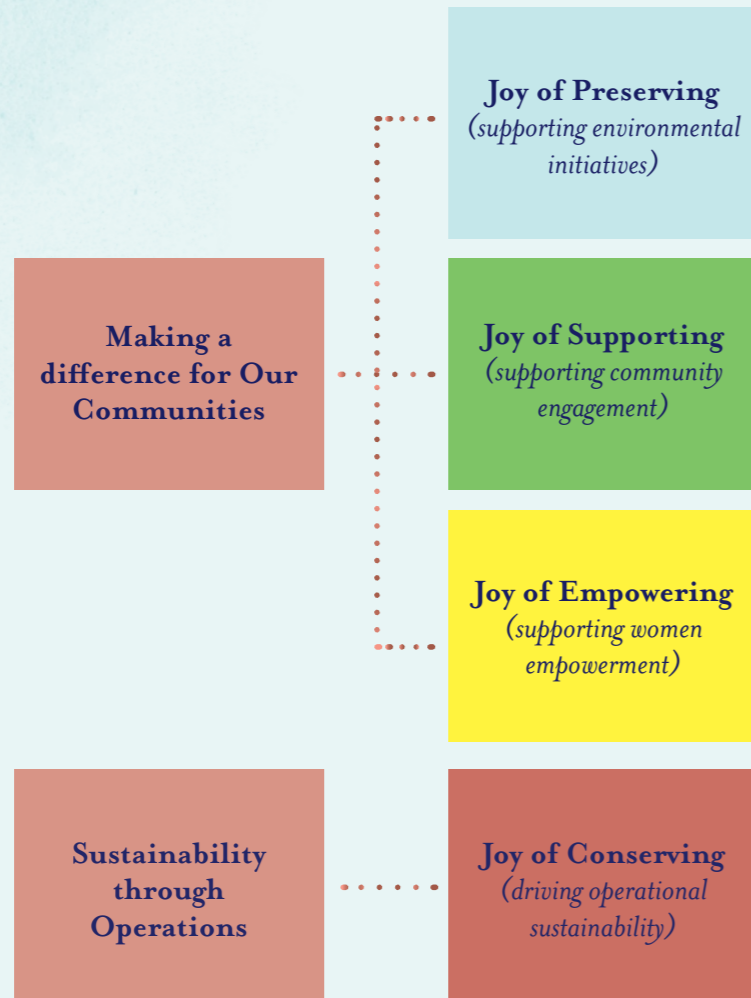 Joy of Preserving
(supporting environmental
initiatives)
Making a
difference for Our
Communities
Joy of Supporting
(supporting community
engagement)
Joy of Empowering
(supporting women
empowerment)
Sustainability
through
Operations
Joy of Conserving
(driving operational
sustainability)